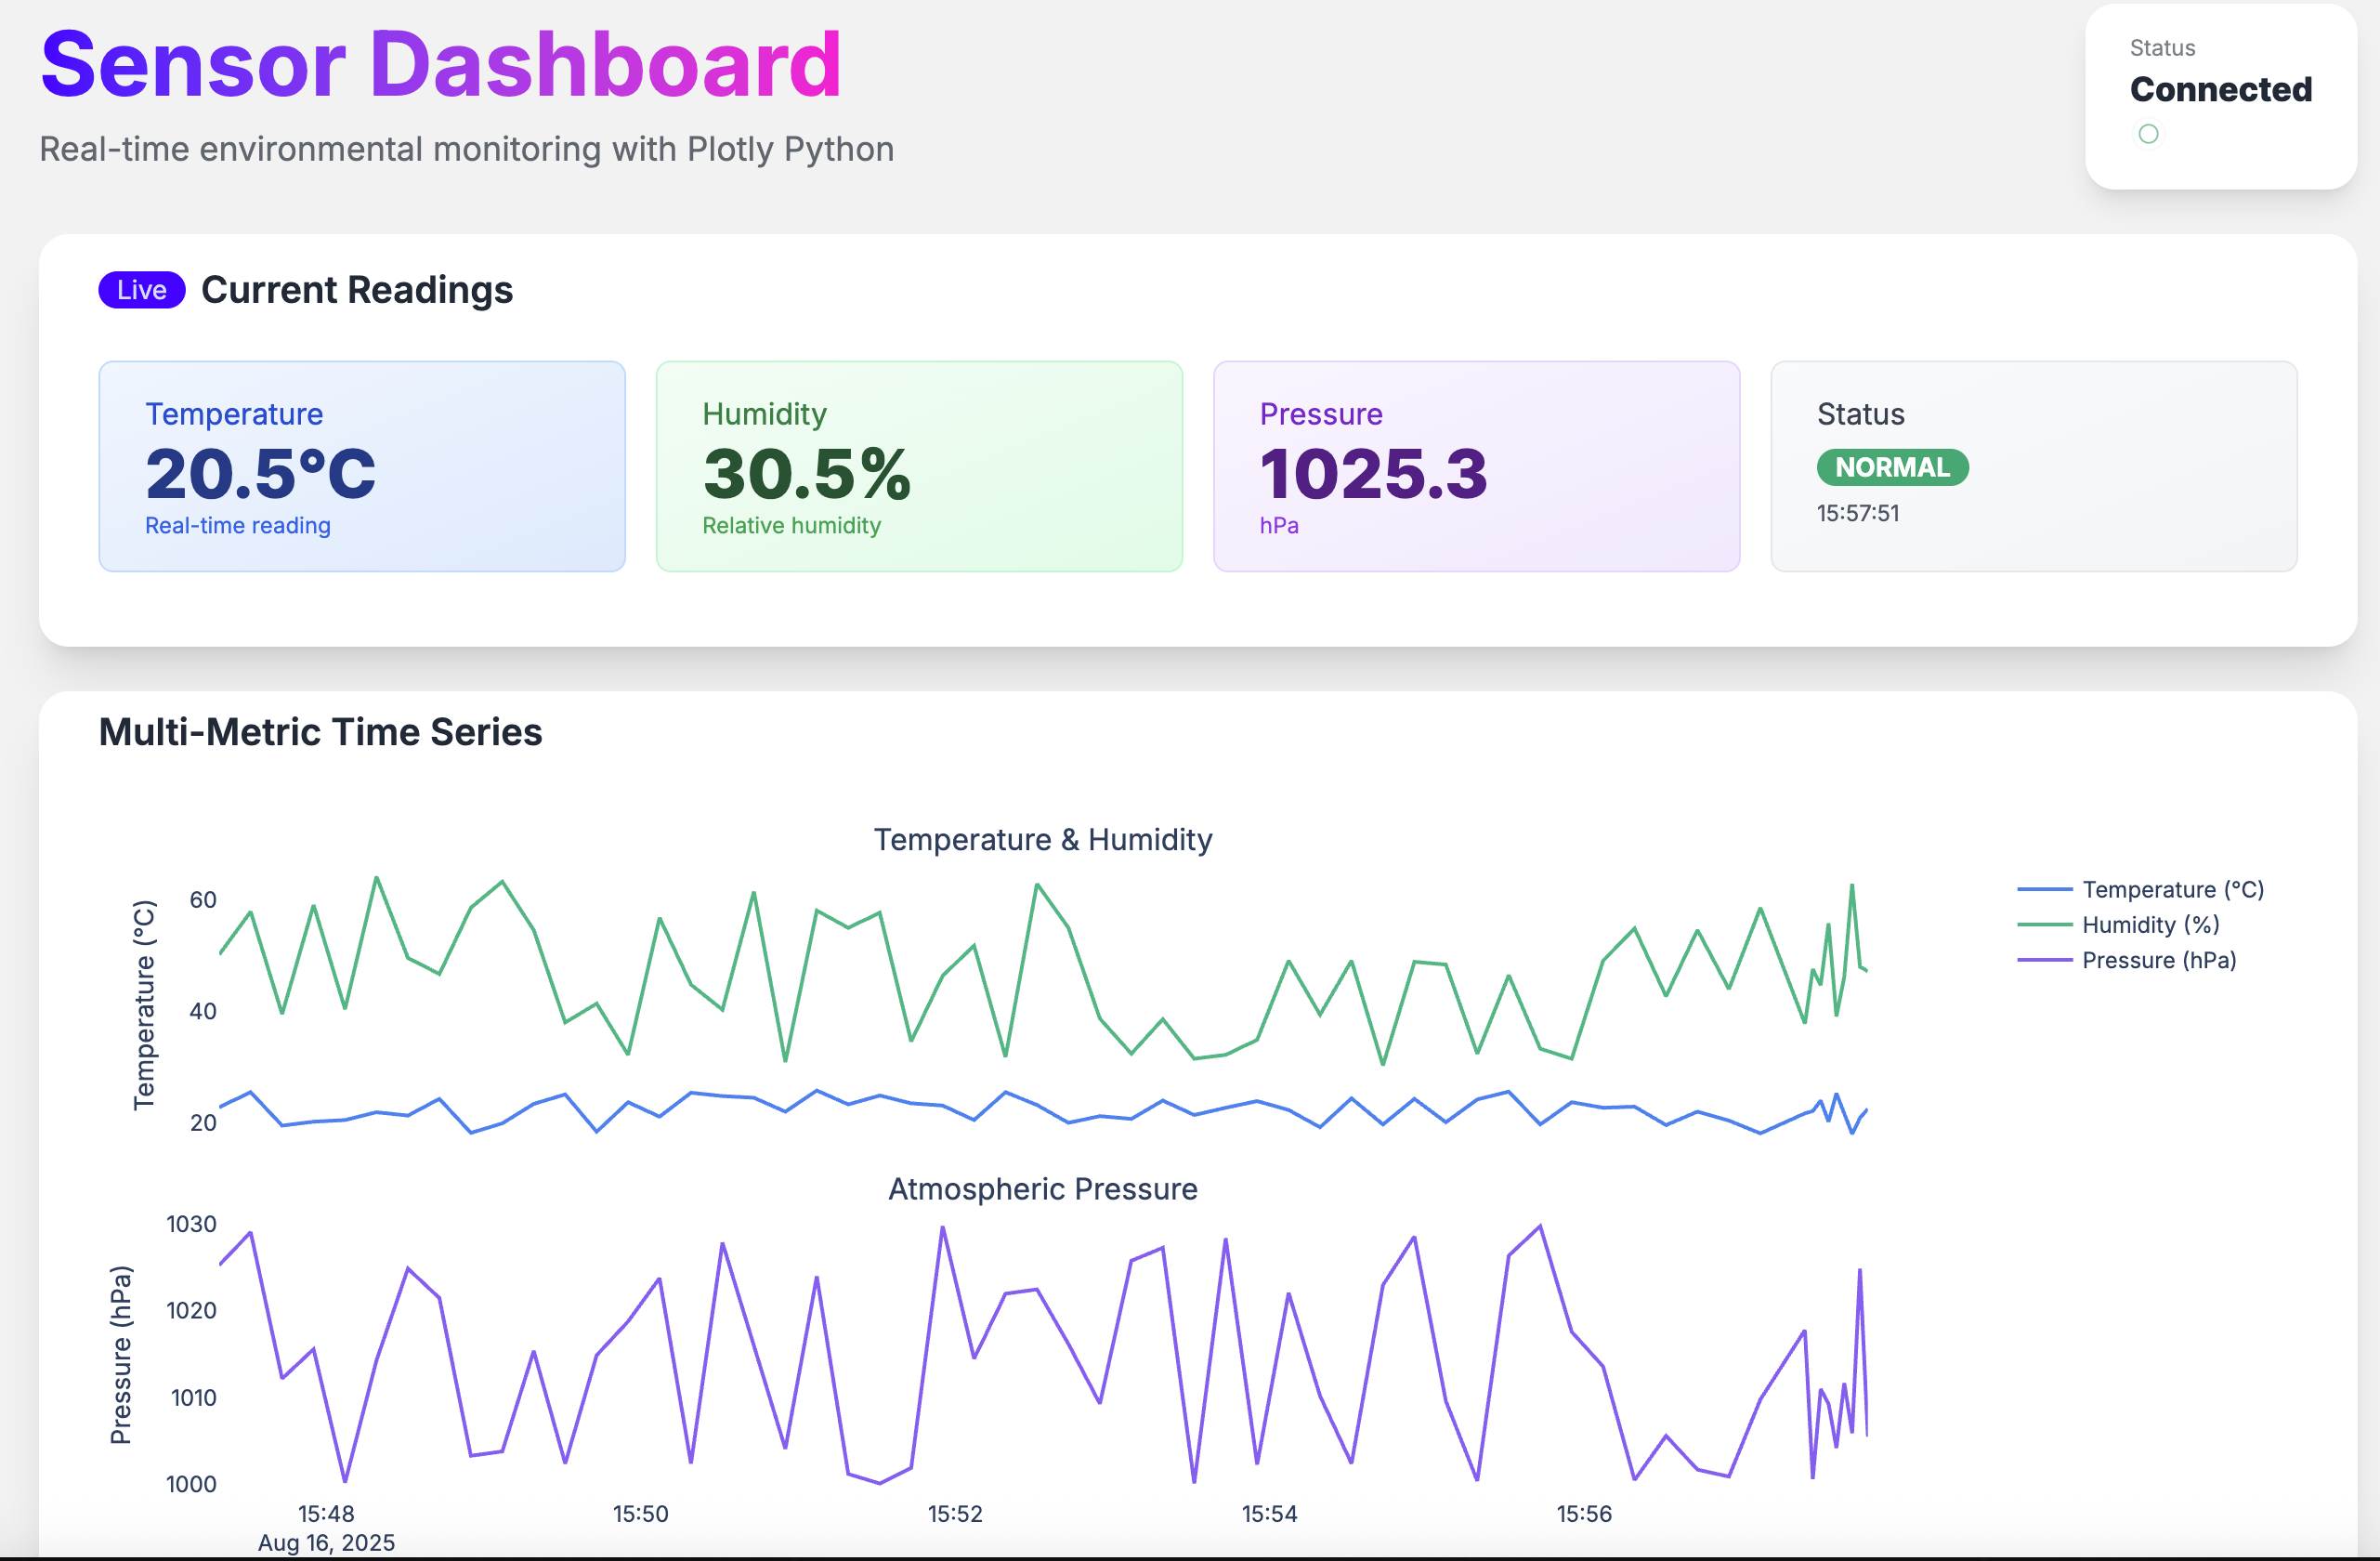 Sensor Dashboard
Real-time environmental monitoring with Plotly Python
Status
Connected
Live Current Readings
Temperature
20.5°C
Real-time reading
Humidity
30.5%
Relative humidity
Pressure
1025.3
hPa
Status
NORMAL
15:57:51
Multi-Metric Time Series
Temperature & Humidity
Temperature (°C)
60
40
20
Temperature (°C)
Humidity (%)
Pressure (hPa)
Atmospheric Pressure
Pressure (hPa)
1030
1020
1010
1000
15:48
Aug 16, 2025
15:50
15:52
15:54
15:56